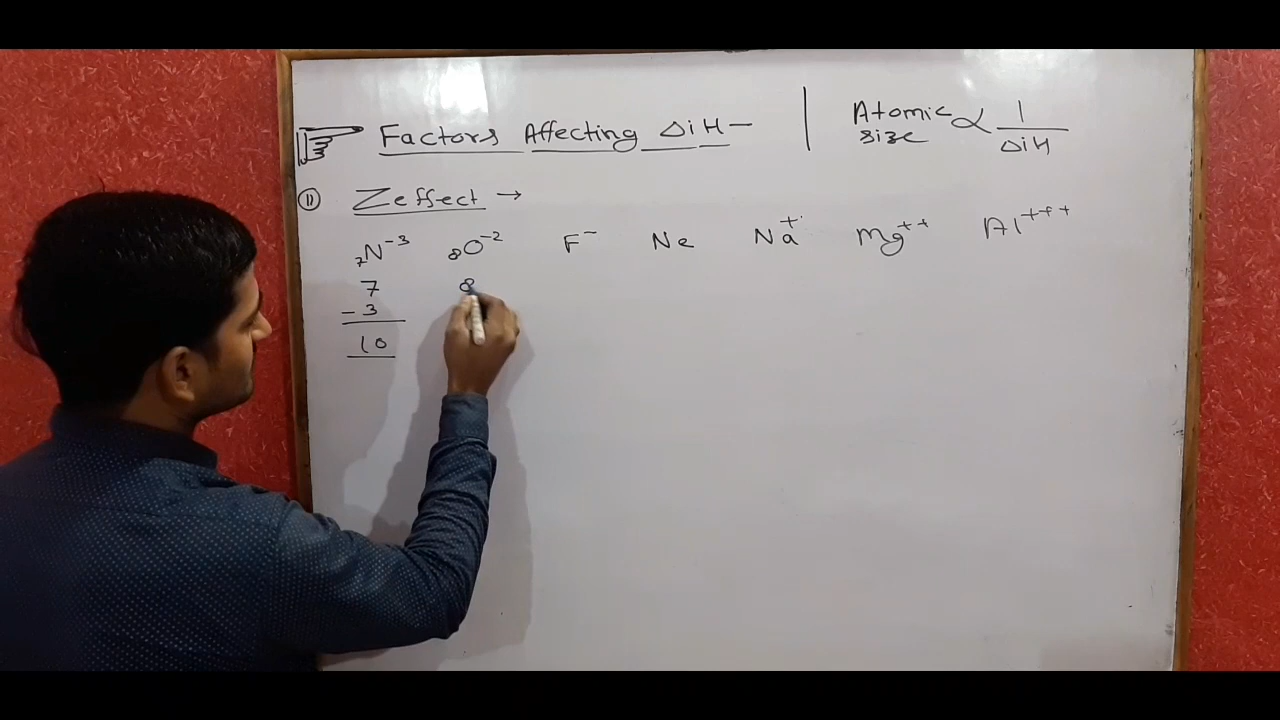 Factors Affecting ΔiH — | Atomic size ∝ 1/ΔiH
① Zeffect →
₇N⁻³ ₈O⁻² F⁻ Ne Na⁺ Mg⁺⁺ Al⁺⁺⁺
7 8
-3
10